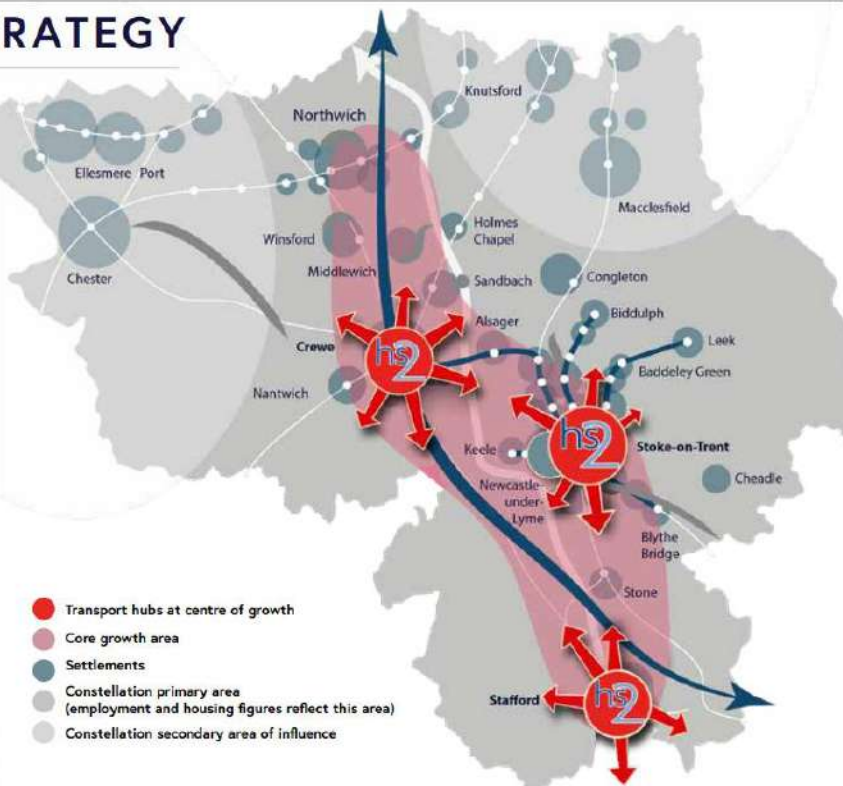 RATEGY
Knutsford
Northwich
Ellesmere Port
Macclesfield
Holmes
Chapel
Winsford
Middlewich
Chester
Sandbach
Congleton
Biddulph
Alsager
Leek
Crewe
hs2
Baddeley Green
Nantwich
hs2
Stoke-on-Trent
Keele
Cheadle
Newcastle-
under-
Lyme
Blythe
Bridge
Stone
Transport hubs at centre of growth
Core growth area
Settlements
Constellation primary area
(employment and housing figures reflect this area)
Constellation secondary area of influence
Stafford
hs2